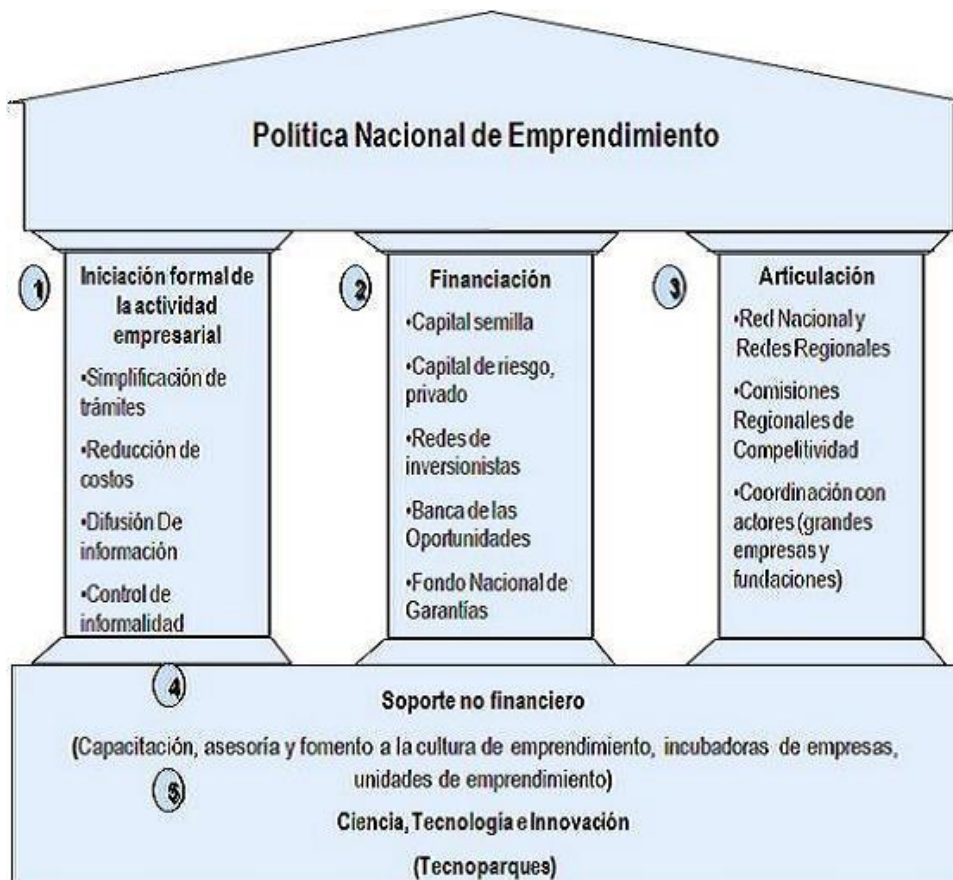 Política Nacional de Emprendimiento
1
Iniciación formal de
la actividad
empresarial
•Simplificación de
trámites
•Reducción de
costos
•Difusión De
información
•Control de
informalidad
2
Financiación
•Capital semilla
•Capital de riesgo,
privado
•Redes de
inversionistas
•Banca de las
Oportunidades
•Fondo Nacional de
Garantías
3
Articulación
•Red Nacional y
Redes Regionales
•Comisiones
Regionales de
Competitividad
•Coordinación con
actores (grandes
empresas y
fundaciones)
4
Soporte no financiero
(Capacitación, asesoría y fomento a la cultura de emprendimiento, incubadoras de empresas,
unidades de emprendimiento)
5
Ciencia, Tecnología e Innovación
(Tecnoparques)